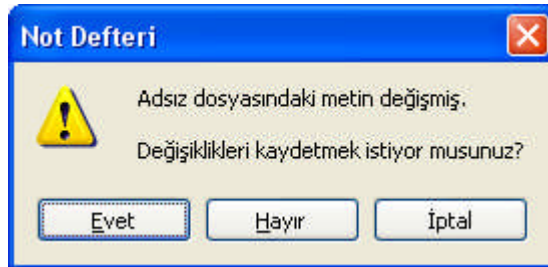 Not Defteri
Adsız dosyasındaki metin değişmiş.
Değişiklikleri kaydetmek istiyor musunuz?
Evet Hayır İptal